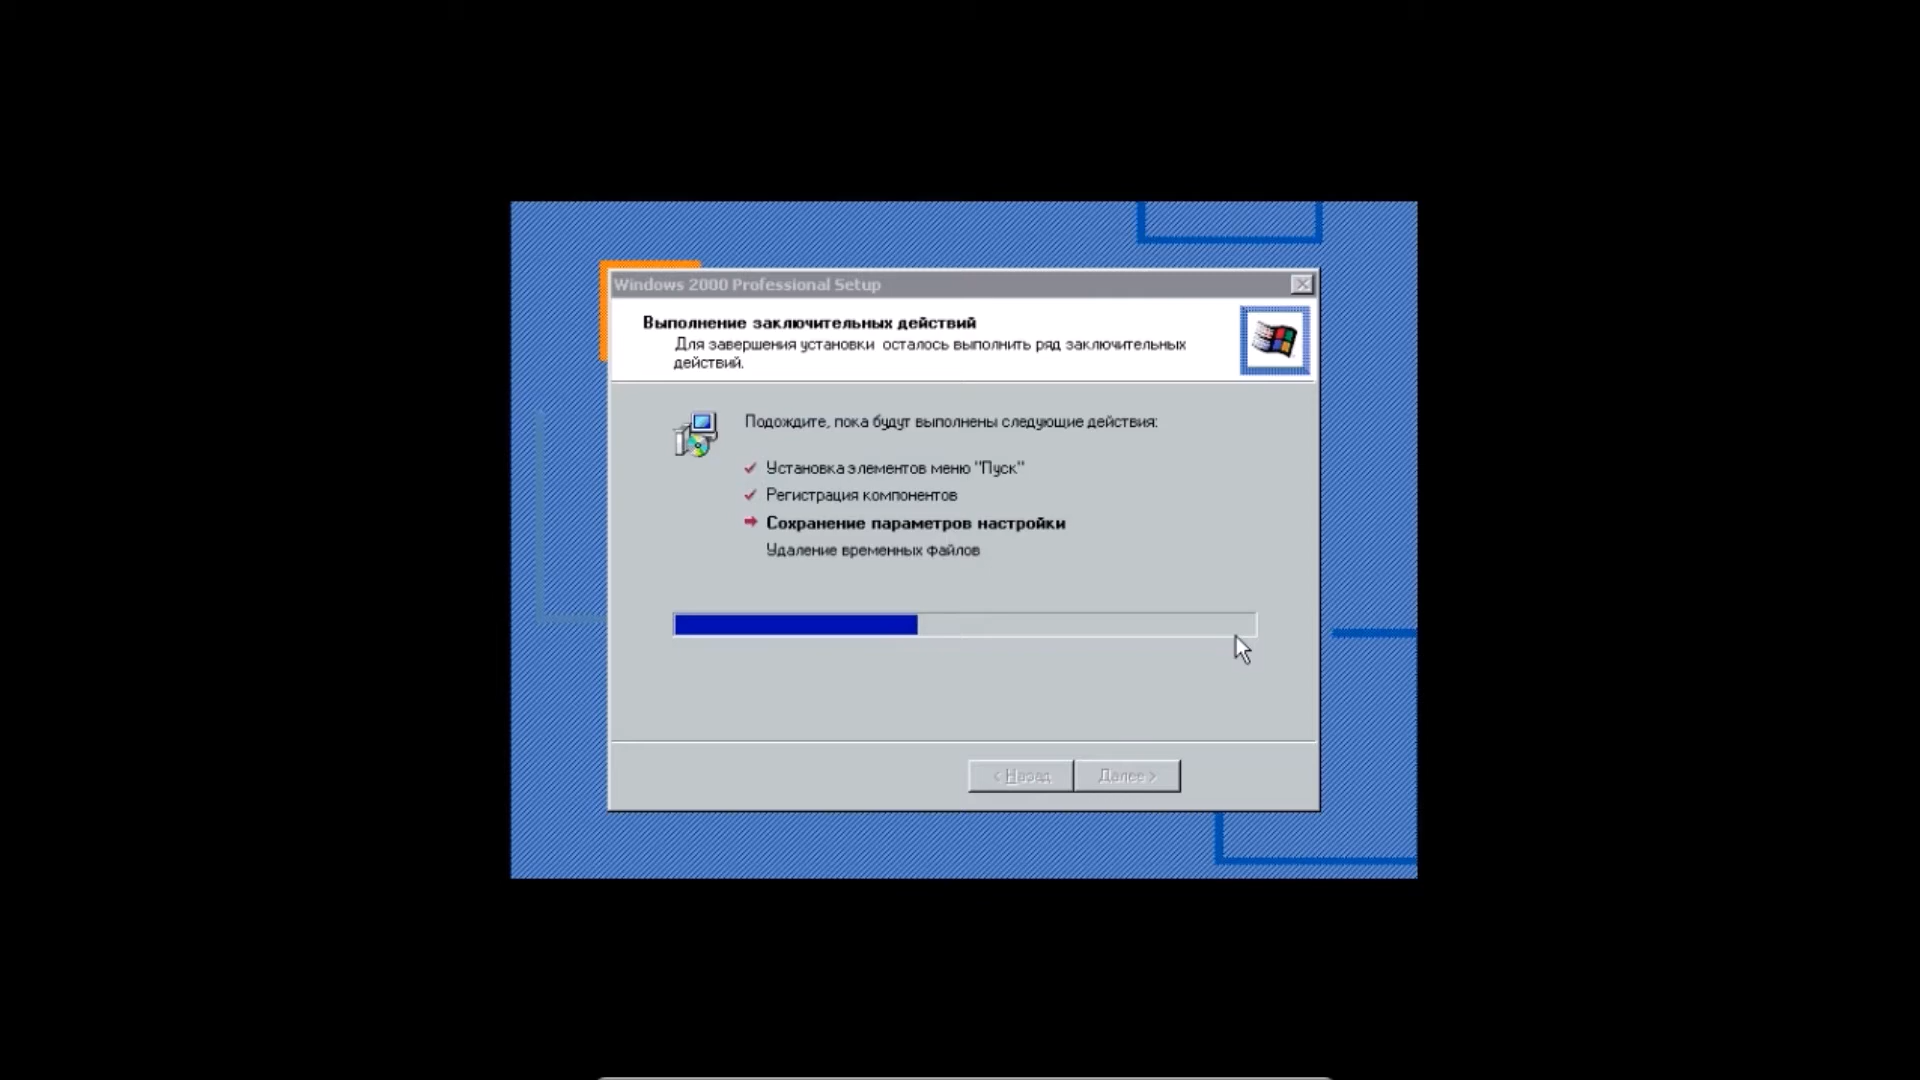 Windows 2000 Professional Setup
Выполнение заключительных действий
Для завершения установки осталось выполнить ряд заключительных
действий.
Подождите, пока будут выполнены следующие действия:
Установка элементов меню "Пуск"
Регистрация компонентов
Сохранение параметров настройки
Удаление временных файлов
< Назад
Далее >